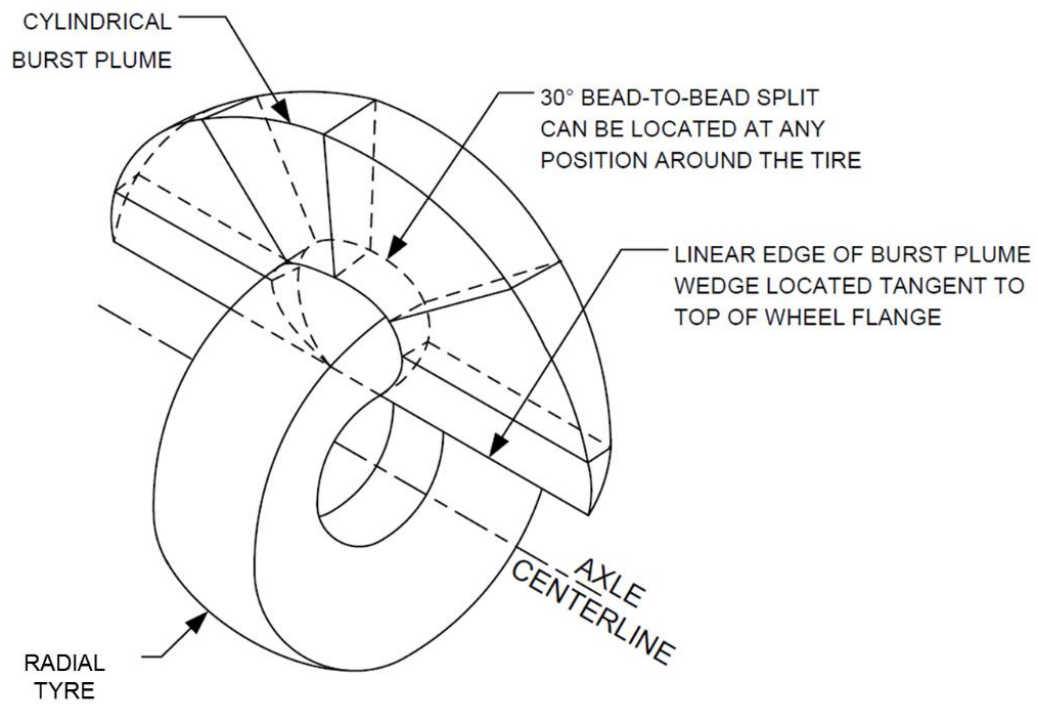 CYLINDRICAL
BURST PLUME
30° BEAD-TO-BEAD SPLIT
CAN BE LOCATED AT ANY
POSITION AROUND THE TIRE
LINEAR EDGE OF BURST PLUME
WEDGE LOCATED TANGENT TO
TOP OF WHEEL FLANGE
AXLE
CENTERLINE
RADIAL
TYRE